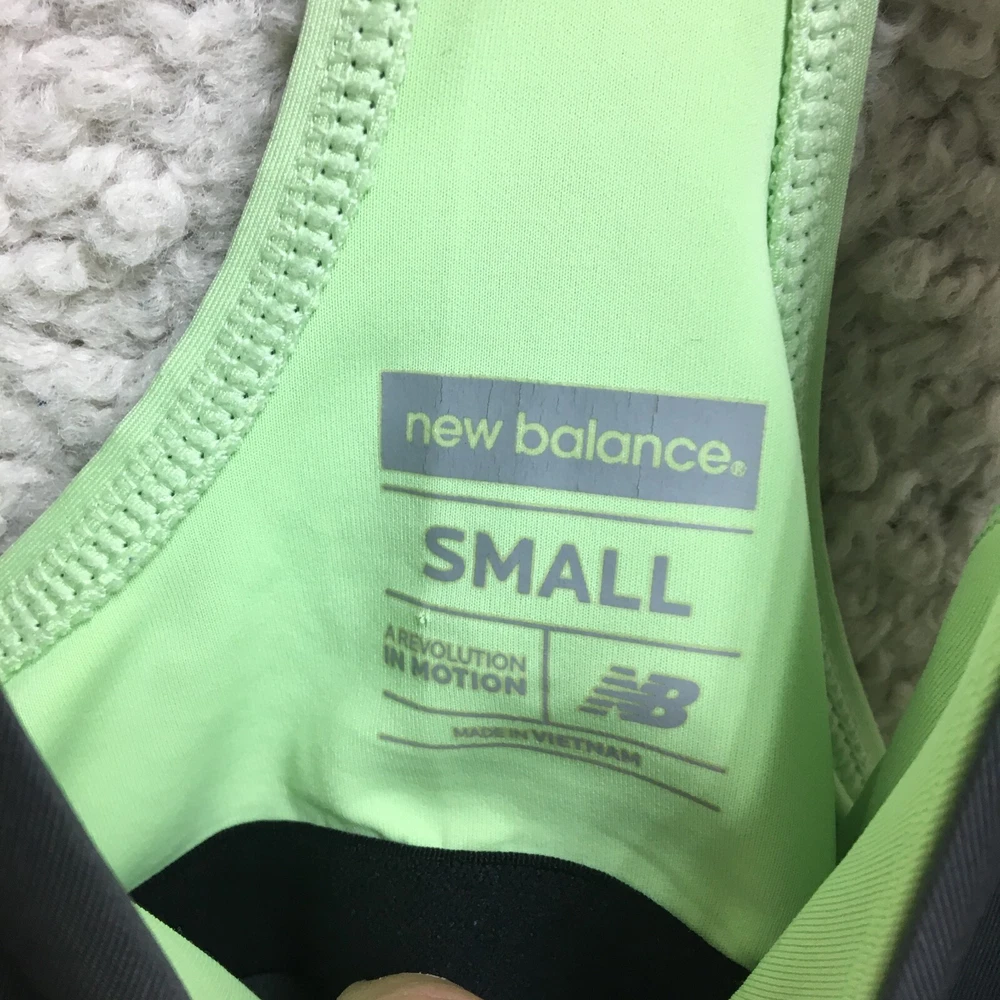 new balance®
SMALL
A REVOLUTION
IN MOTION
NB
MADE IN VIETNAM